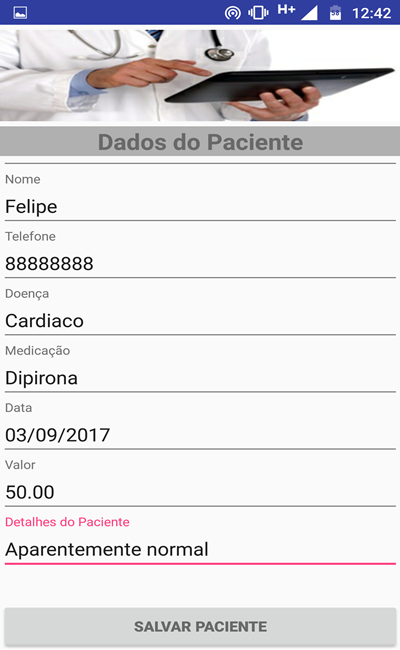 H+ 12:42
Dados do Paciente
Nome
Felipe
Telefone
88888888
Doença
Cardiaco
Medicação
Dipirona
Data
03/09/2017
Valor
50.00
Detalhes do Paciente
Aparentemente normal
SALVAR PACIENTE